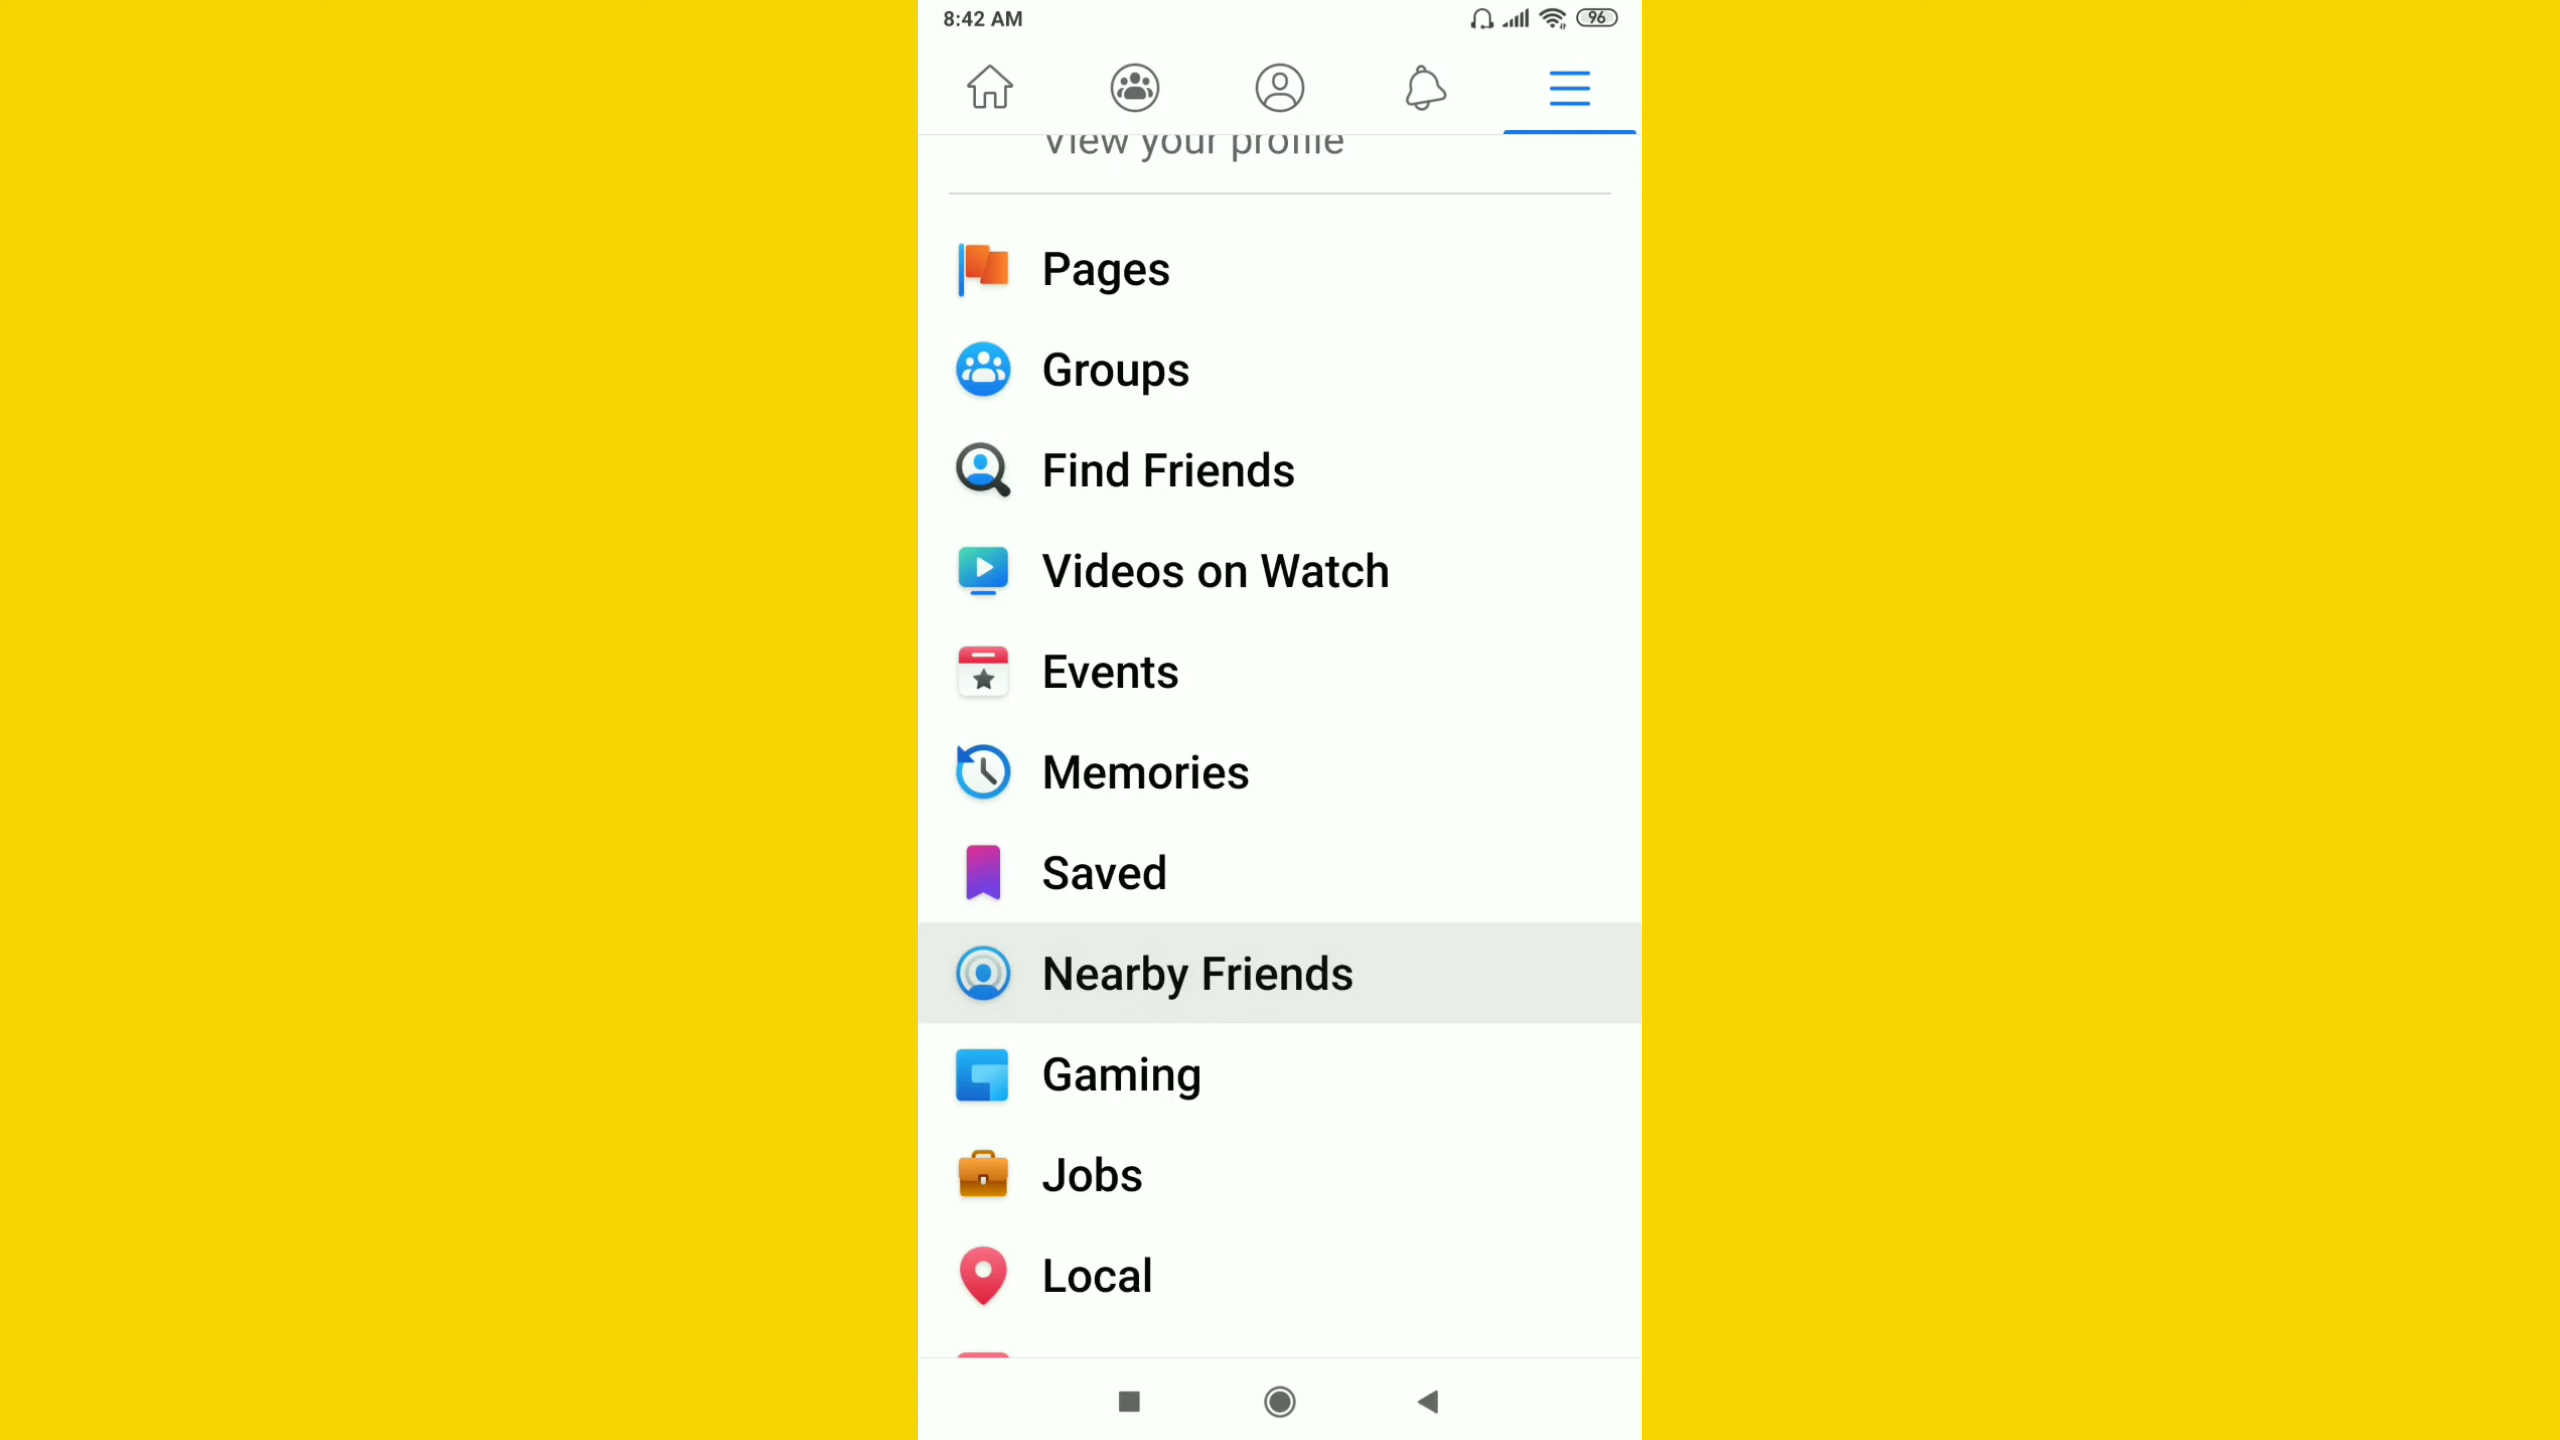 8:42 AM
96
View your profile
Pages
Groups
Find Friends
Videos on Watch
Events
Memories
Saved
Nearby Friends
Gaming
Jobs
Local